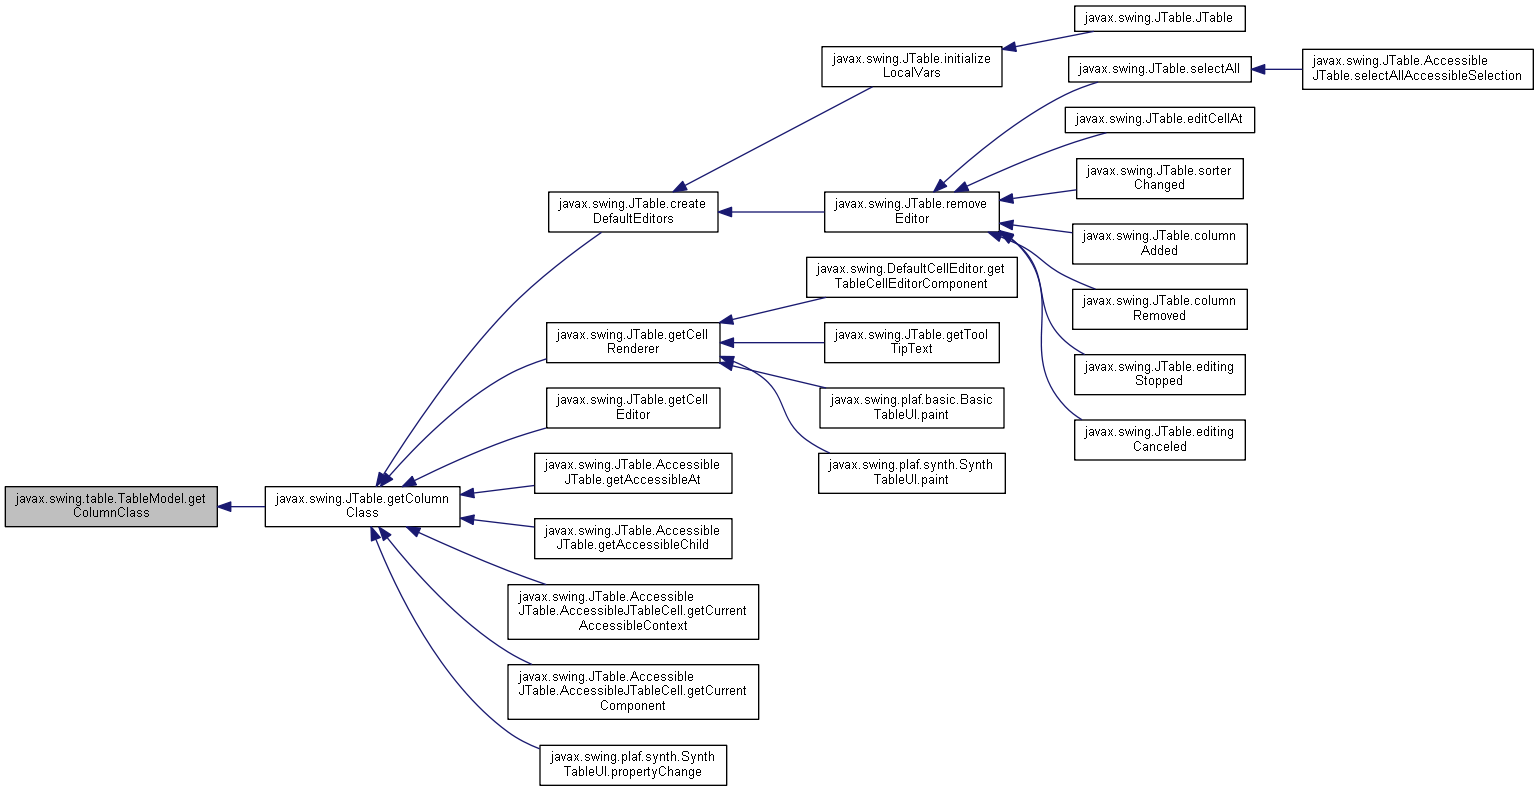 javax.swing.table.TableModel.get
ColumnClass
javax.swing.JTable.getColumn
Class
javax.swing.JTable.create
DefaultEditors
javax.swing.JTable.initialize
LocalVars
javax.swing.JTable.JTable
javax.swing.JTable.remove
Editor
javax.swing.JTable.selectAll
javax.swing.JTable.Accessible
JTable.selectAllAccessibleSelection
javax.swing.JTable.editCellAt
javax.swing.JTable.sorter
Changed
javax.swing.JTable.column
Added
javax.swing.JTable.column
Removed
javax.swing.JTable.editing
Stopped
javax.swing.JTable.editing
Canceled
javax.swing.JTable.getCell
Renderer
javax.swing.DefaultCellEditor.get
TableCellEditorComponent
javax.swing.JTable.getTool
TipText
javax.swing.plaf.basic.Basic
TableUI.paint
javax.swing.plaf.synth.Synth
TableUI.paint
javax.swing.JTable.getCell
Editor
javax.swing.JTable.Accessible
JTable.getAccessibleAt
javax.swing.JTable.Accessible
JTable.getAccessibleChild
javax.swing.JTable.Accessible
JTable.AccessibleJTableCell.getCurrent
AccessibleContext
javax.swing.JTable.Accessible
JTable.AccessibleJTableCell.getCurrent
Component
javax.swing.plaf.synth.Synth
TableUI.propertyChange